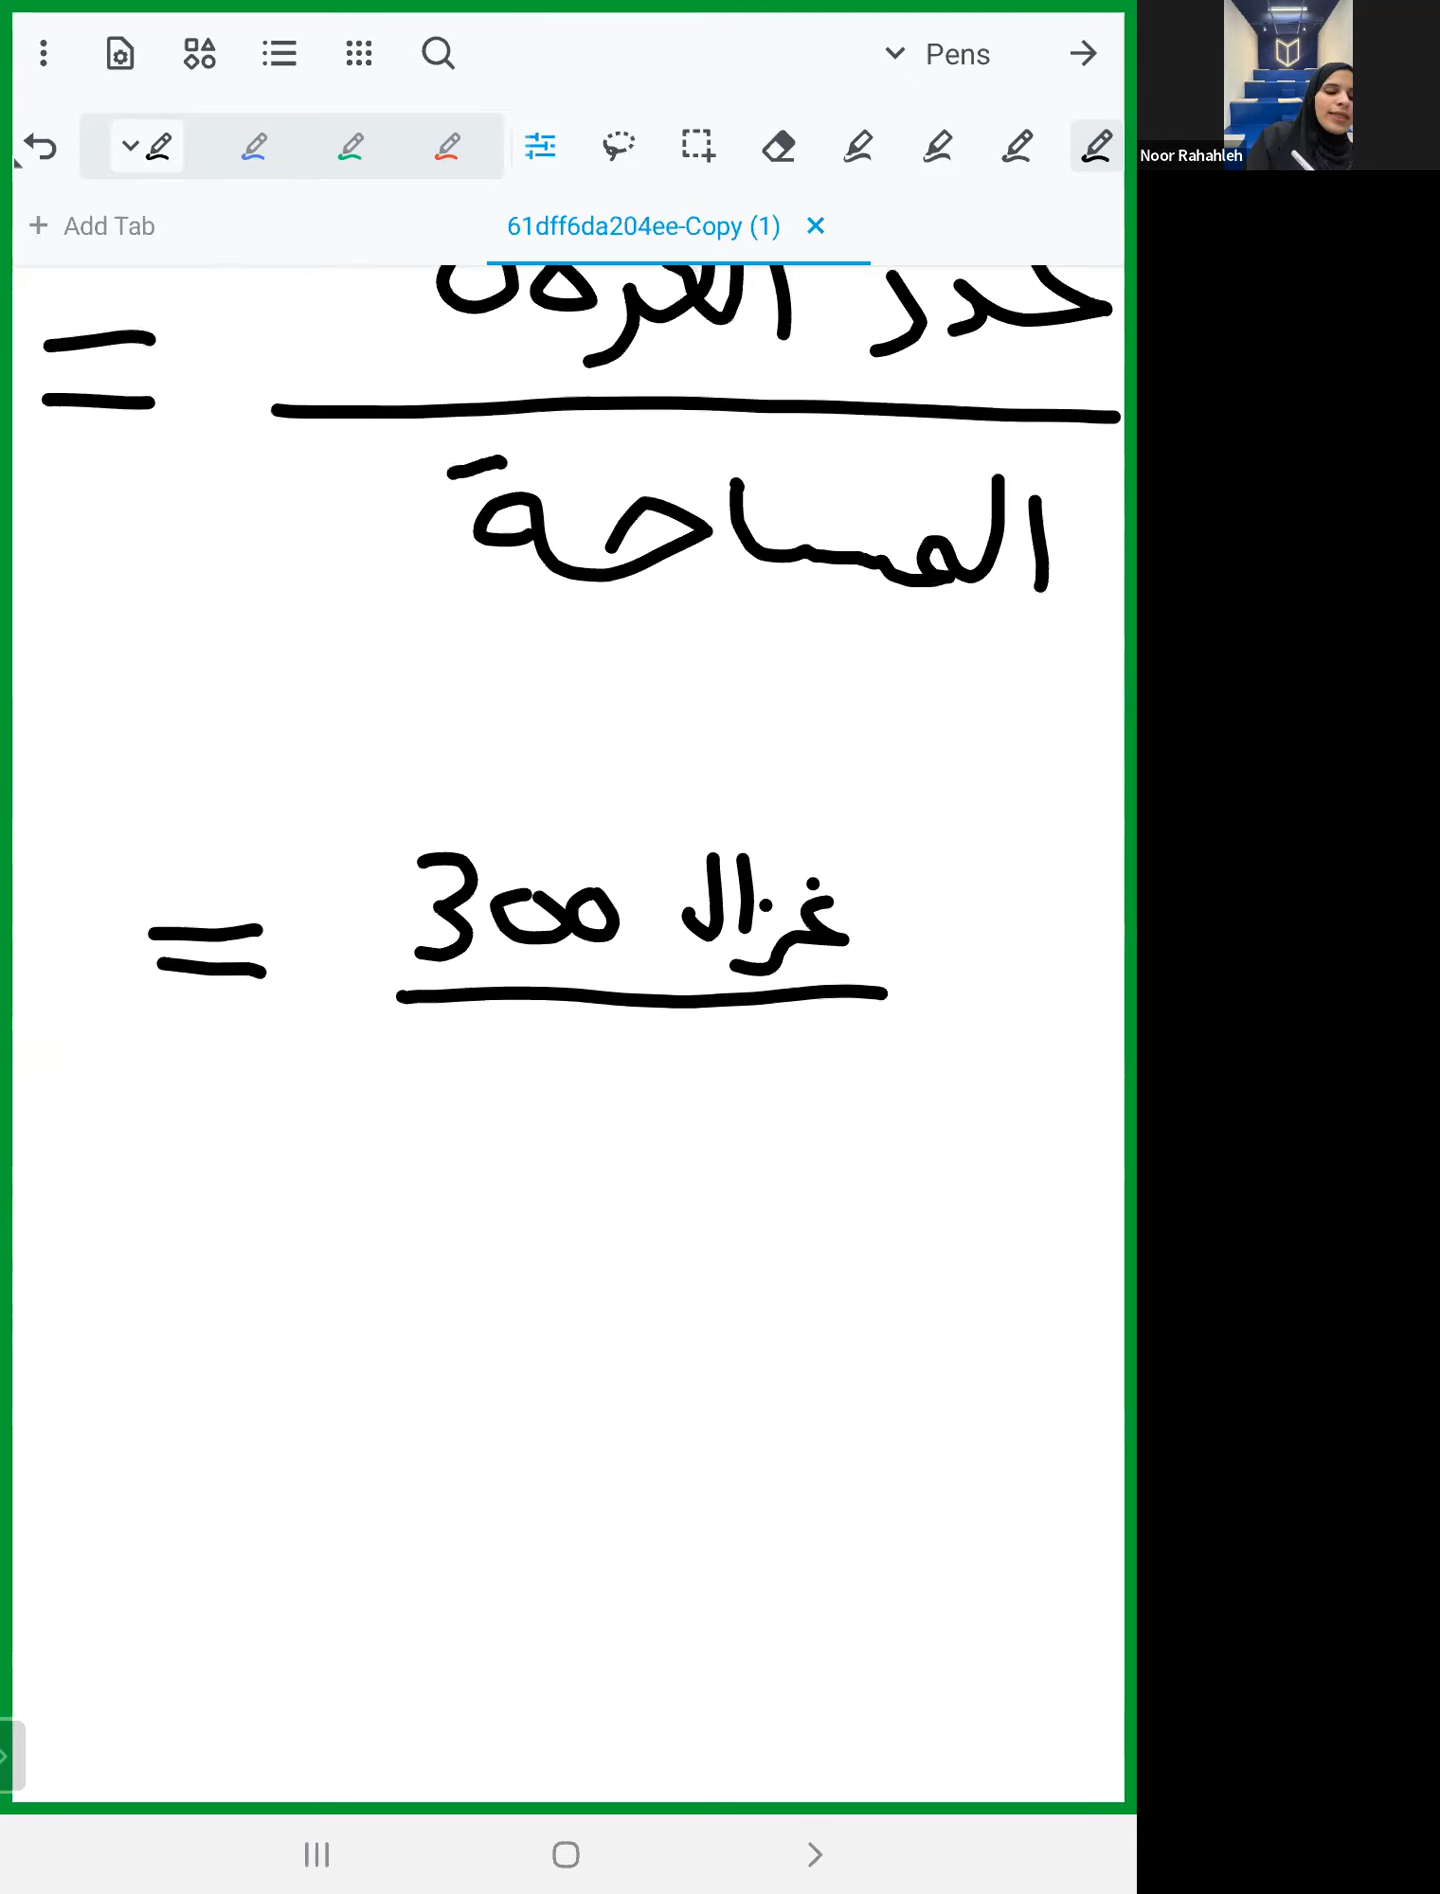 Pens
Noor Rahahleh
+ Add Tab
61dff6da204ee-Copy (1) ×
=
المساحة
غزال 300 =